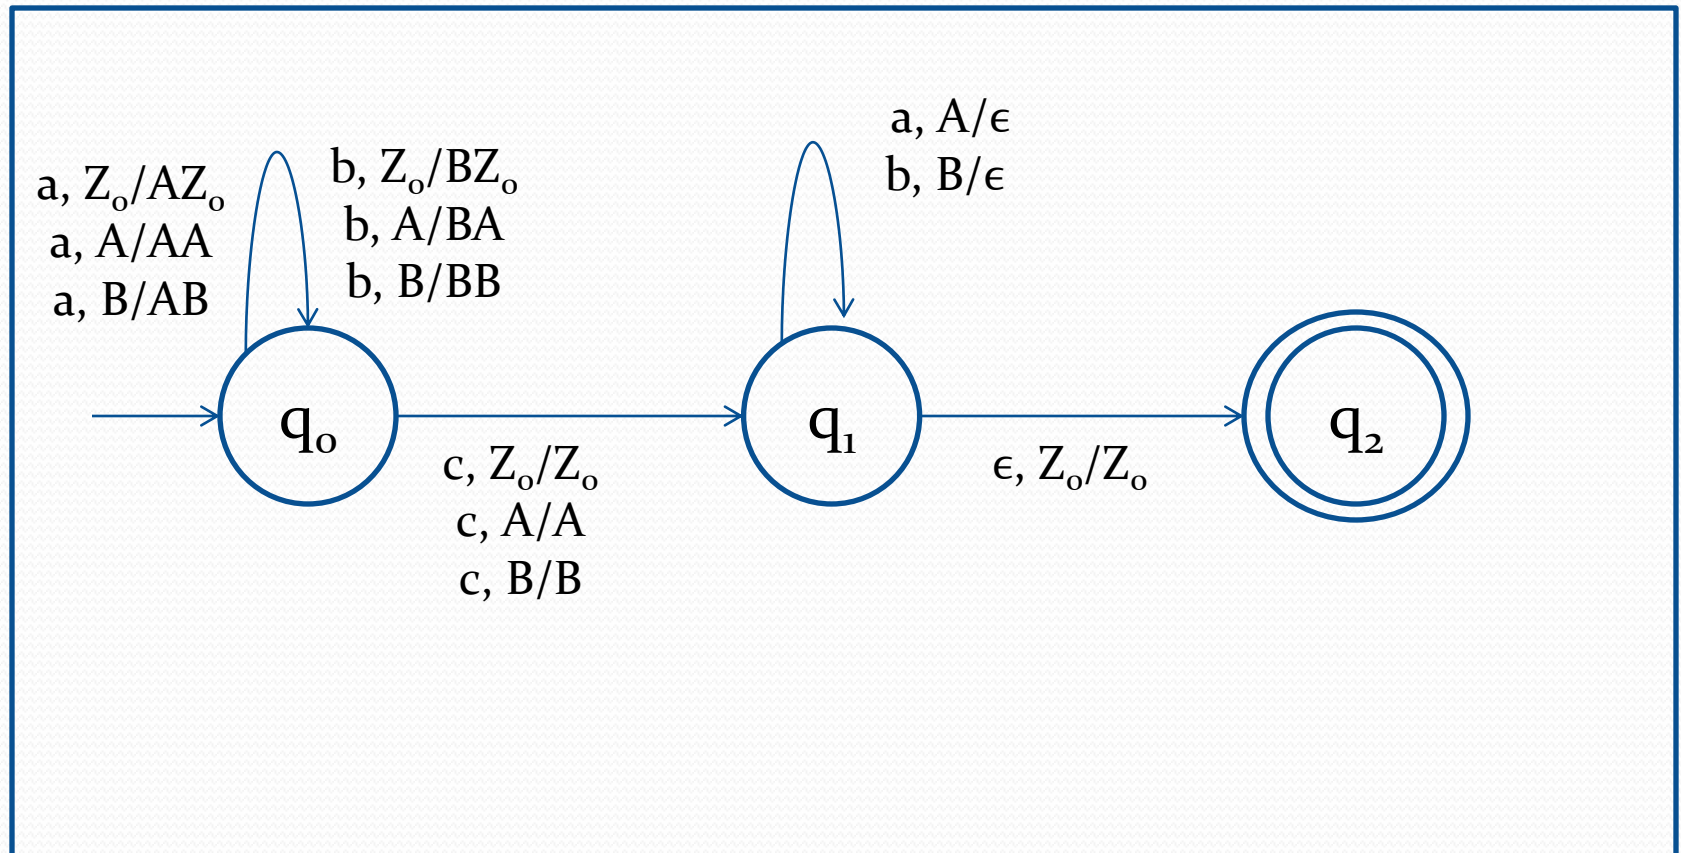 a, Z₀/AZ₀
a, A/AA
a, B/AB
b, Z₀/BZ₀
b, A/BA
b, B/BB
a, A/ϵ
b, B/ϵ
q₀
q₁
q₂
c, Z₀/Z₀
c, A/A
c, B/B
ϵ, Z₀/Z₀